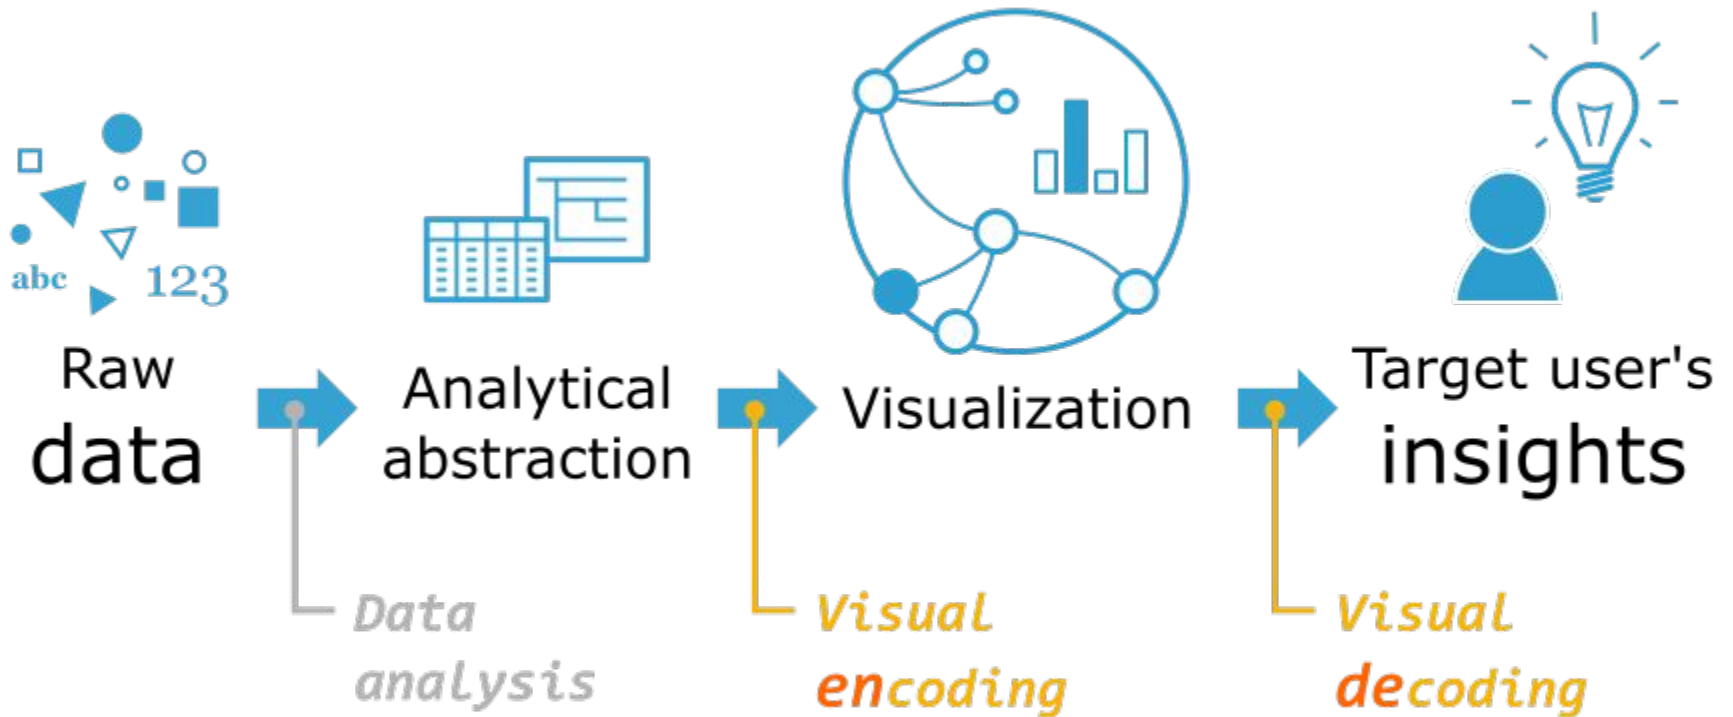 abc
123
Raw
data
Analytical
abstraction
Visualization
Target user's
insights
Data
analysis
Visual
encoding
Visual
decoding